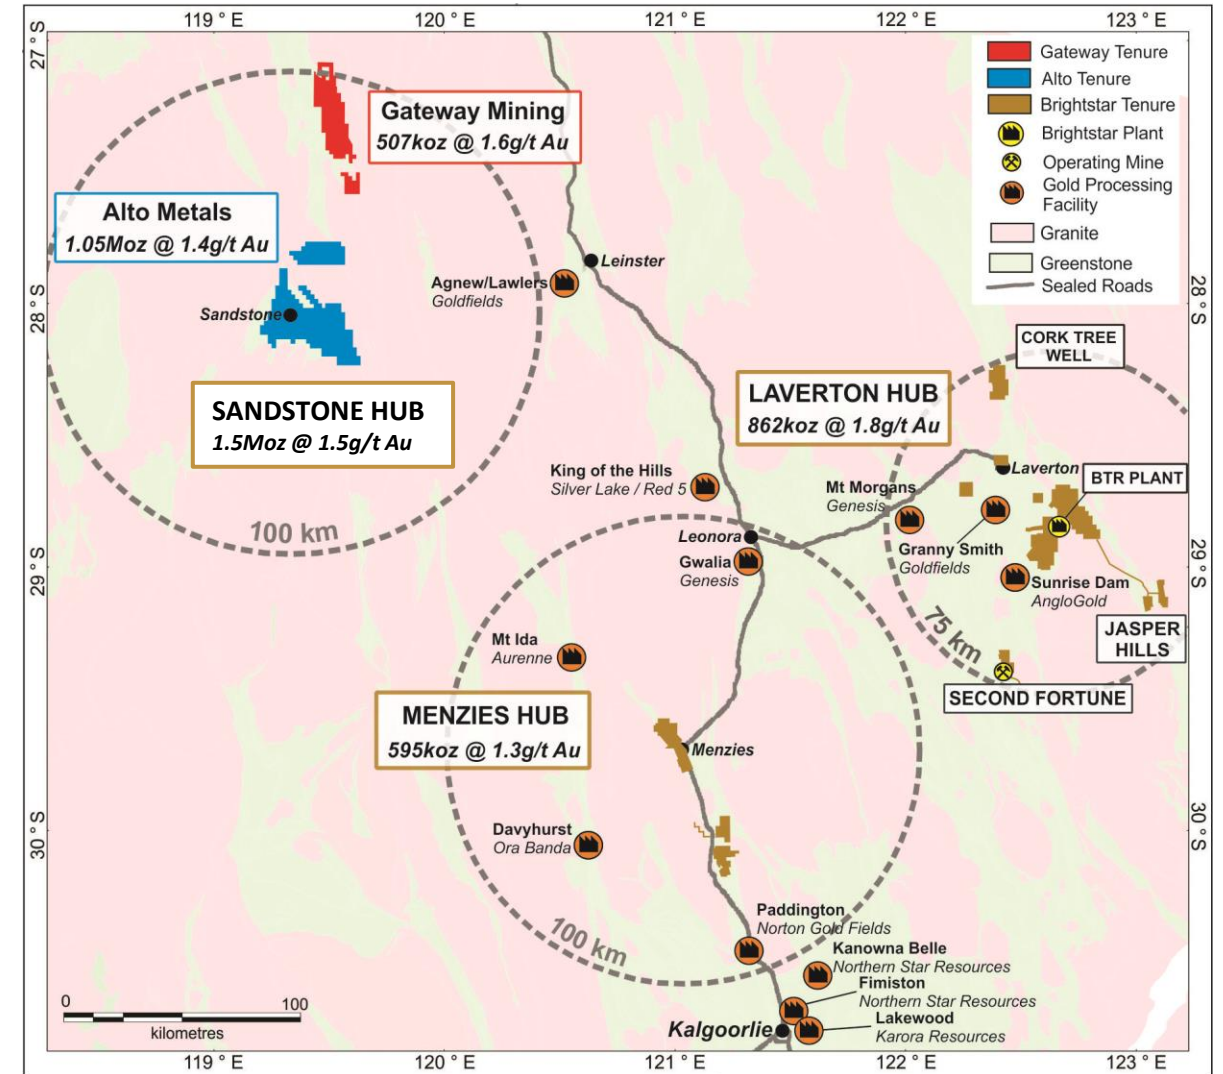 119 ° E
120 ° E
121 ° E
122 ° E
123 ° E
27° S
28° S
29° S
30° S
28° S
29° S
30° S
Gateway Tenure
Alto Tenure
Brightstar Tenure
Brightstar Plant
Operating Mine
Gold Processing
Facility
Granite
Greenstone
Sealed Roads
Gateway Mining
507koz @ 1.6g/t Au
Alto Metals
1.05Moz @ 1.4g/t Au
Leinster
Agnew/Lawlers
Goldfields
Sandstone
SANDSTONE HUB
1.5Moz @ 1.5g/t Au
100 km
CORK TREE
WELL
LAVERTON HUB
862koz @ 1.8g/t Au
King of the Hills
Silver Lake / Red 5
Laverton
BTR PLANT
Mt Morgans
Genesis
Leonora
Granny Smith
Goldfields
Gwalia
Genesis
Sunrise Dam
AngloGold
75 km
JASPER
HILLS
Mt Ida
Aurenne
SECOND FORTUNE
MENZIES HUB
595koz @ 1.3g/t Au
Menzies
Davyhurst
Ora Banda
100 km
Paddington
Norton Gold Fields
Kanowna Belle
Northern Star Resources
Fimiston
Northern Star Resources
Lakewood
Karora Resources
Kalgoorlie
0
100
kilometres
119 ° E
120 ° E
121 ° E
122 ° E
123 ° E